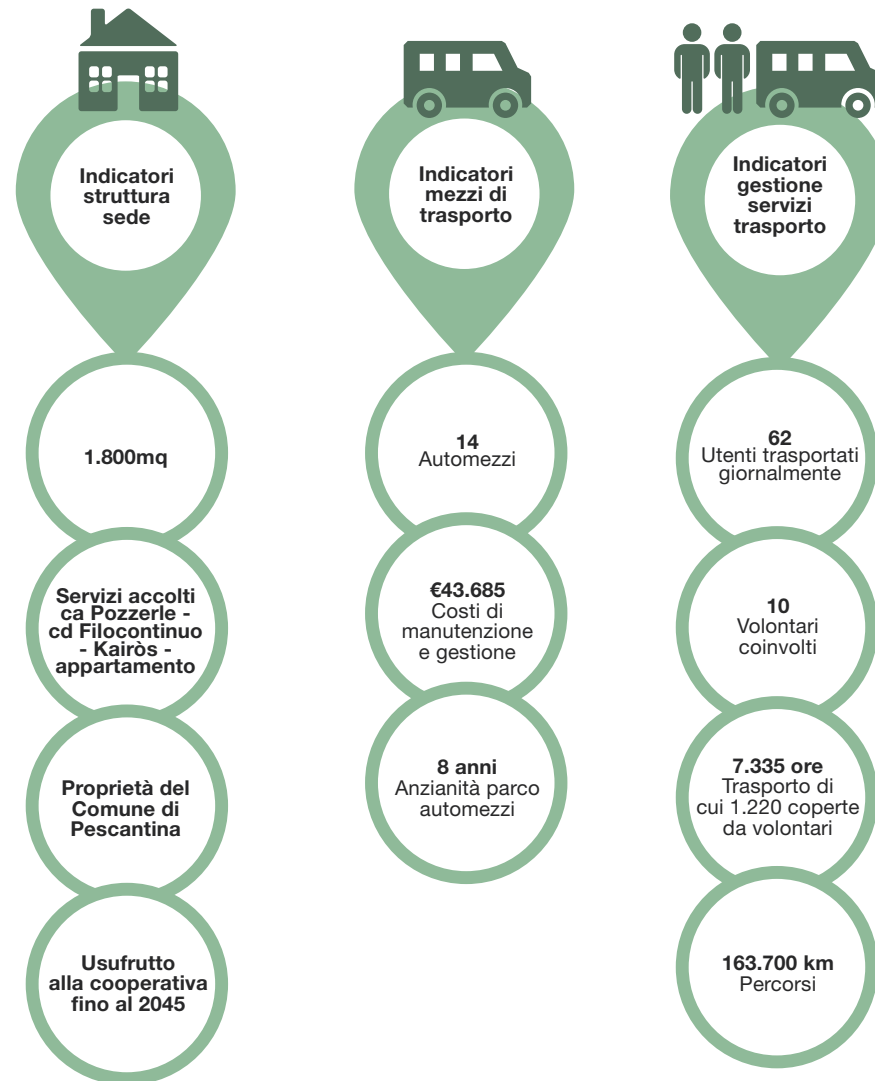 Indicatori
struttura
sede
1.800mq
Servizi accolti
ca Pozzerle -
cd Filocontinuo
- Kairòs -
appartamento
Proprietà del
Comune di
Pescantina
Usufrutto
alla cooperativa
fino al 2045
Indicatori
mezzi di
trasporto
14
Automezzi
€43.685
Costi di
manutenzione
e gestione
8 anni
Anzianità parco
automezzi
Indicatori
gestione
servizi
trasporto
62
Utenti trasportati
giornalmente
10
Volontari
coinvolti
7.335 ore
Trasporto di
cui 1.220 coperte
da volontari
163.700 km
Percorsi